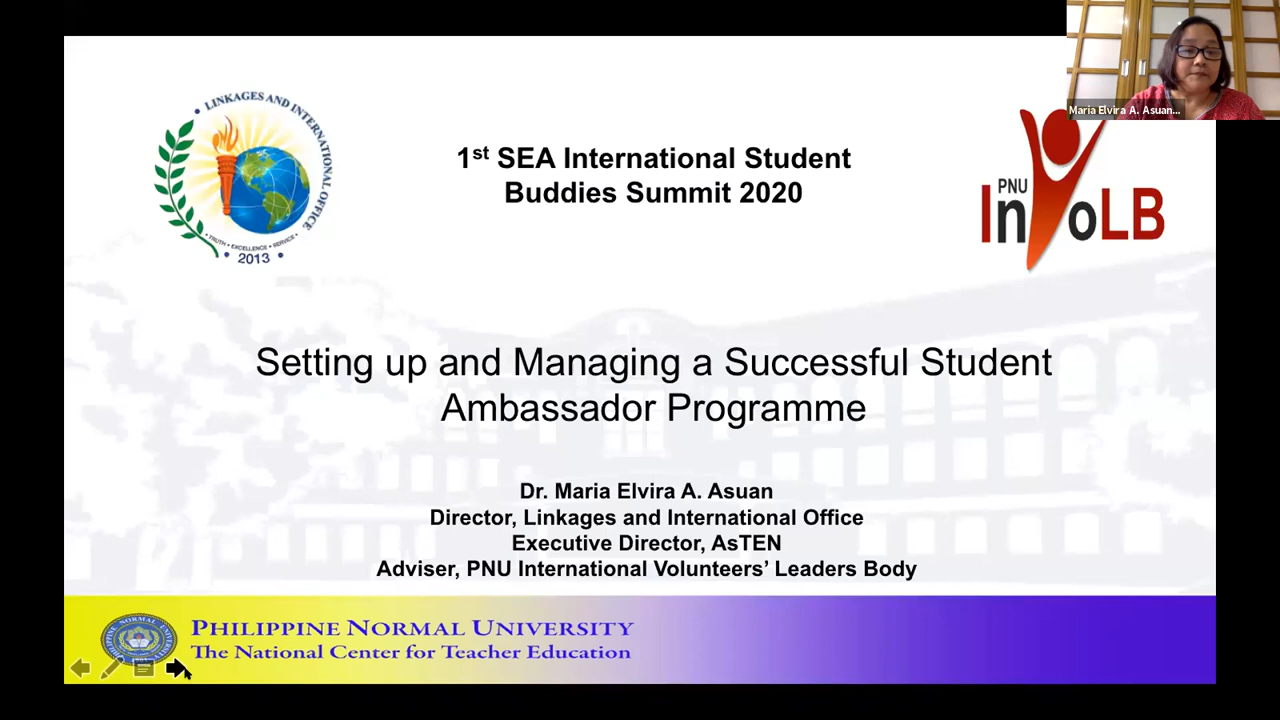 Maria Elvira A. Asuan...
LINKAGES AND INTERNATIONAL OFFICE
TRUTH • EXCELLENCE • SERVICE
• 2013 •
1st SEA International Student
Buddies Summit 2020
PNU
InVoLB
Setting up and Managing a Successful Student
Ambassador Programme
Dr. Maria Elvira A. Asuan
Director, Linkages and International Office
Executive Director, AsTEN
Adviser, PNU International Volunteers’ Leaders Body
PHILIPPINE NORMAL UNIVERSITY
The National Center for Teacher Education